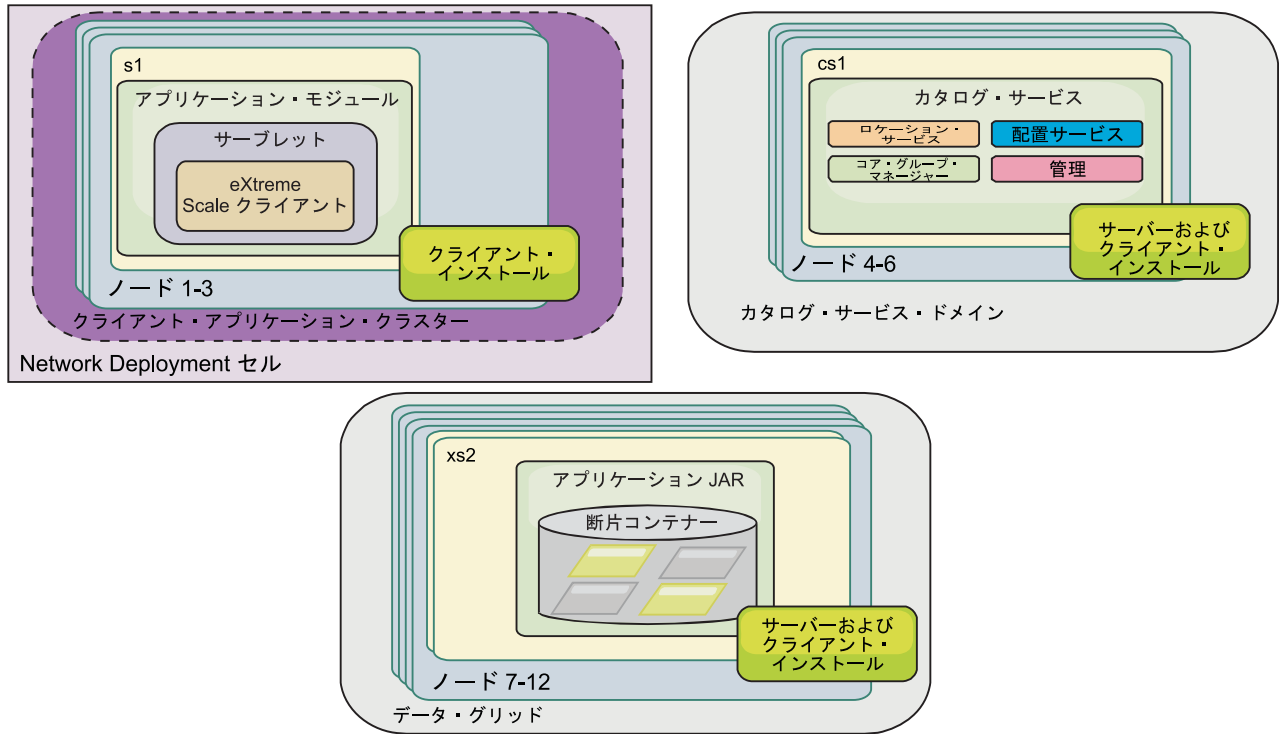 s1
アプリケーション・モジュール
サーブレット
eXtreme
Scale クライアント
クライアント・
インストール
ノード 1-3
クライアント・アプリケーション・クラスター
Network Deployment セル
cs1
カタログ・サービス
ロケーション・
サービス
配置サービス
コア・グループ・
マネージャー
管理
サーバーおよび
クライアント・
インストール
ノード 4-6
カタログ・サービス・ドメイン
xs2
アプリケーション JAR
断片コンテナー
サーバーおよび
クライアント・
インストール
ノード 7-12
データ・グリッド